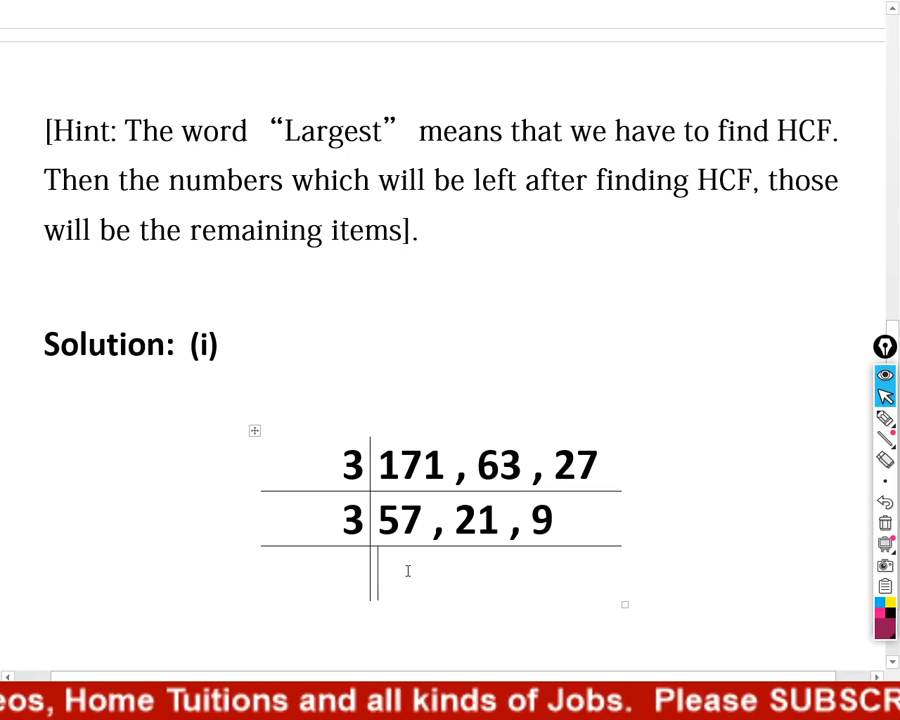 [Hint: The word “Largest” means that we have to find HCF.
Then the numbers which will be left after finding HCF, those
will be the remaining items].
Solution: (i)
3 171 , 63 , 27
3 57 , 21 , 9
Home Tuitions and all kinds of Jobs. Please